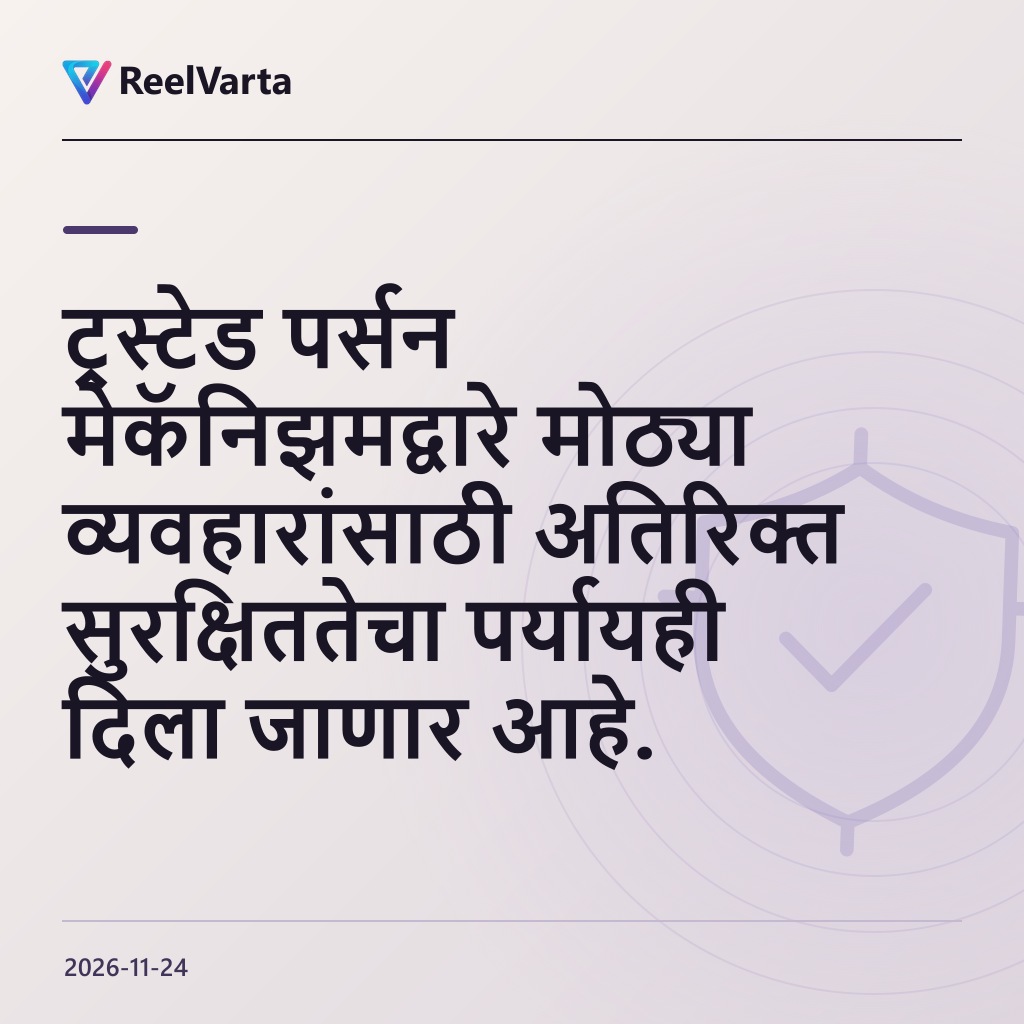 ReelVarta
ट्रस्टेड पर्सन
मेकॅनिझमद्वारे मोठ्या
व्यवहारांसाठी अतिरिक्त
सुरक्षिततेचा पर्यायही
दिला जाणार आहे.
2026-11-24